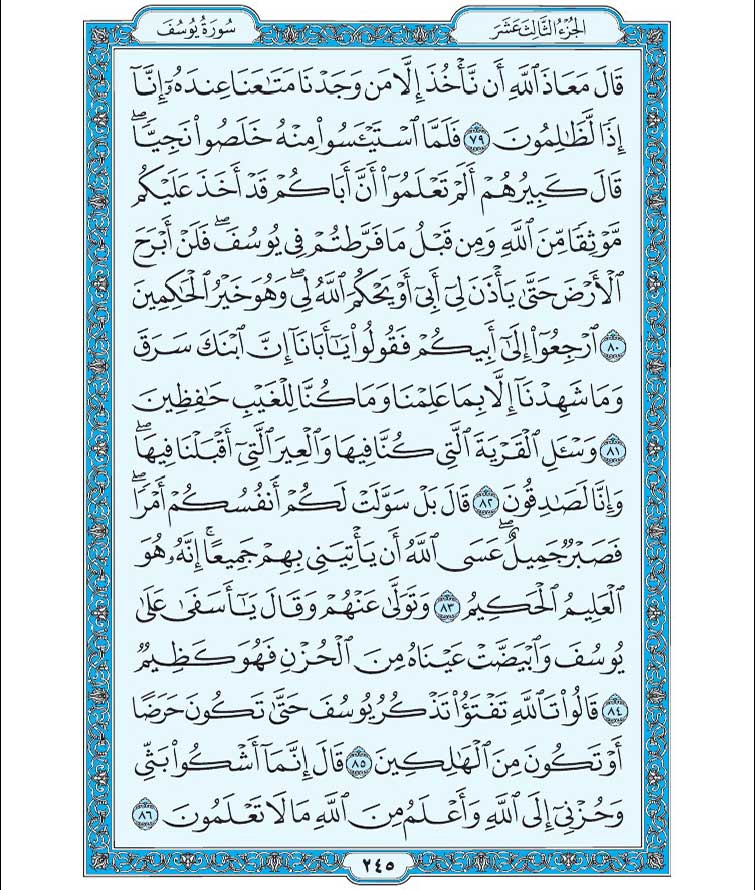 الجُزْءُ الثَّالِثَ عَشَرَ
سُورَةُ يُوسُفَ
قَالَ مَعَاذَ ٱللَّهِ أَن نَّأْخُذَ إِلَّا مَن وَجَدْنَا مَتَٰعَنَا عِندَهُۥٓ إِنَّآ
إِذًا لَّظَٰلِمُونَ ٧٩ فَلَمَّا ٱسْتَيْـَٔسُوا۟ مِنْهُ خَلَصُوا۟ نَجِيًّا ۖ
قَالَ كَبِيرُهُمْ أَلَمْ تَعْلَمُوٓا۟ أَنَّ أَبَاكُمْ قَدْ أَخَذَ عَلَيْكُم
مَّوْثِقًا مِّنَ ٱللَّهِ وَمِن قَبْلُ مَا فَرَّطتُمْ فِى يُوسُفَ ۖ فَلَنْ أَبْرَحَ
ٱلْأَرْضَ حَتَّىٰ يَأْذَنَ لِىٓ أَبِىٓ أَوْ يَحْكُمَ ٱللَّهُ لِى ۖ وَهُوَ خَيْرُ ٱلْحَٰكِمِينَ
٨٠ ٱرْجِعُوٓا۟ إِلَىٰٓ أَبِيكُمْ فَقُولُوا۟ يَٰٓأَبَانَآ إِنَّ ٱبْنَكَ سَرَقَ
وَمَا شَهِدْنَآ إِلَّا بِمَا عَلِمْنَا وَمَا كُنَّا لِلْغَيْبِ حَٰفِظِينَ
٨١ وَسْـَٔلِ ٱلْقَرْيَةَ ٱلَّتِى كُنَّا فِيهَا وَٱلْعِيرَ ٱلَّتِىٓ أَقْبَلْنَا فِيهَا ۖ
وَإِنَّا لَصَٰدِقُونَ ٨٢ قَالَ بَلْ سَوَّلَتْ لَكُمْ أَنفُسُكُمْ أَمْرًا ۖ
فَصَبْرٌ جَمِيلٌ ۖ عَسَى ٱللَّهُ أَن يَأْتِيَنِى بِهِمْ جَمِيعًا ۚ إِنَّهُۥ هُوَ
ٱلْعَلِيمُ ٱلْحَكِيمُ ٨٣ وَتَوَلَّىٰ عَنْهُمْ وَقَالَ يَٰٓأَسَفَىٰ عَلَىٰ
يُوسُفَ وَٱبْيَضَّتْ عَيْنَاهُ مِنَ ٱلْحُزْنِ فَهُوَ كَظِيمٌ
٨٤ قَالُوا۟ تَٱللَّهِ تَفْتَؤُا۟ تَذْكُرُ يُوسُفَ حَتَّىٰ تَكُونَ حَرَضًا
أَوْ تَكُونَ مِنَ ٱلْهَٰلِكِينَ ٨٥ قَالَ إِنَّمَآ أَشْكُوا۟ بَثِّى
وَحُزْنِىٓ إِلَى ٱللَّهِ وَأَعْلَمُ مِنَ ٱللَّهِ مَا لَا تَعْلَمُونَ ٨٦
٢٤٥